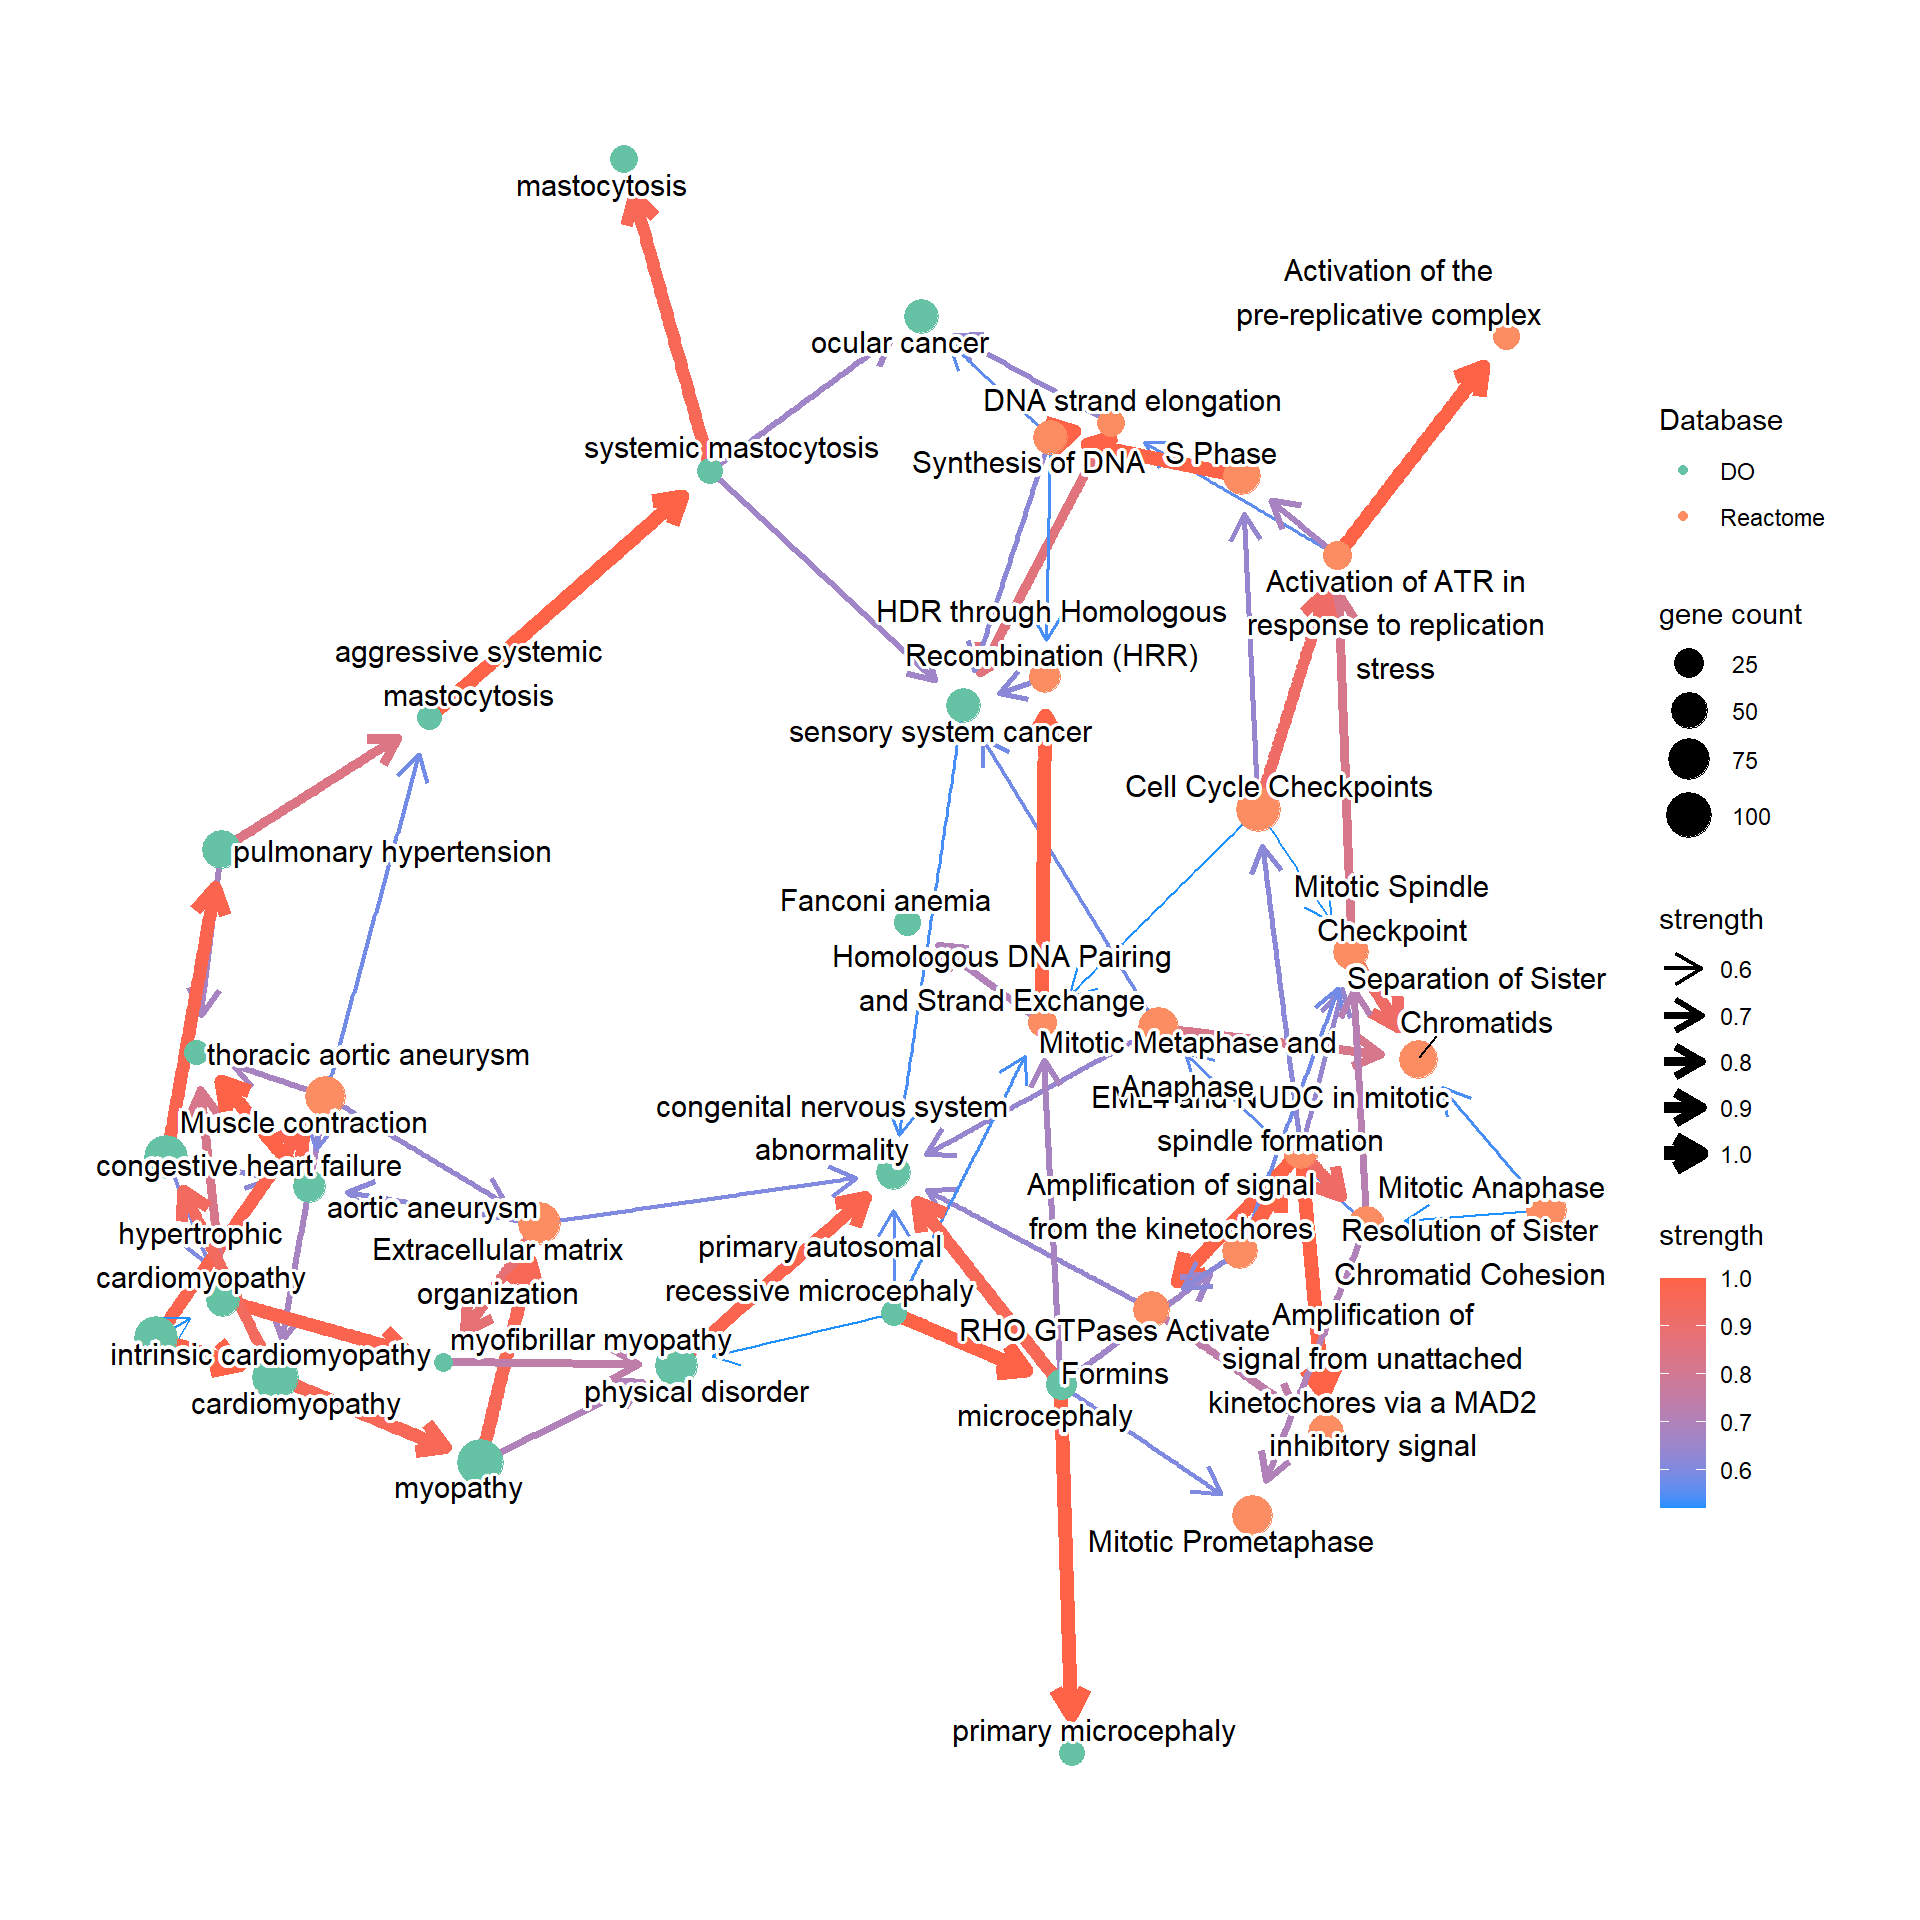 mastocytosis
Activation of the
pre-replicative complex
ocular cancer
DNA strand elongation
systemic mastocytosis
Synthesis of DNA
S Phase
Activation of ATR in
response to replication
stress
HDR through Homologous
Recombination (HRR)
aggressive systemic
mastocytosis
sensory system cancer
Cell Cycle Checkpoints
pulmonary hypertension
Mitotic Spindle
Checkpoint
Fanconi anemia
Homologous DNA Pairing
and Strand Exchange
Separation of Sister
Chromatids
Mitotic Metaphase and
Anaphase
thoracic aortic aneurysm
EML4 and NUDC in mitotic
spindle formation
congenital nervous system
abnormality
Muscle contraction
congestive heart failure
Amplification of signal
from the kinetochores
Mitotic Anaphase
aortic aneurysm
Resolution of Sister
Chromatid Cohesion
hypertrophic
cardiomyopathy
Extracellular matrix
organization
primary autosomal
recessive microcephaly
RHO GTPases Activate
Formins
Amplification of
signal from unattached
kinetochores via a MAD2
inhibitory signal
myofibrillar myopathy
intrinsic cardiomyopathy
physical disorder
cardiomyopathy
microcephaly
myopathy
Mitotic Prometaphase
primary microcephaly
Database
DO
Reactome
gene count
25
50
75
100
strength
0.6
0.7
0.8
0.9
1.0
strength
1.0
0.9
0.8
0.7
0.6